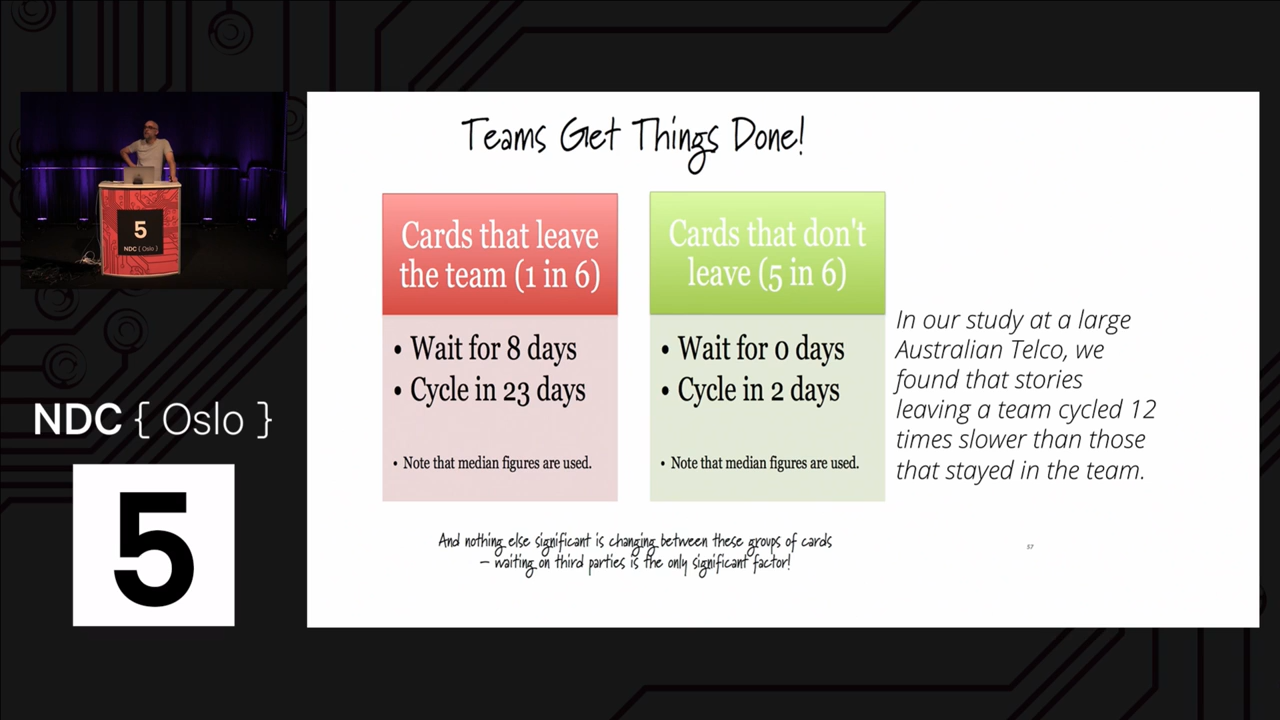 Teams Get Things Done!
Cards that leave
the team (1 in 6)
• Wait for 8 days
• Cycle in 23 days
• Note that median figures are used.
Cards that don't
leave (5 in 6)
• Wait for 0 days
• Cycle in 2 days
• Note that median figures are used.
In our study at a large
Australian Telco, we
found that stories
leaving a team cycled 12
times slower than those
that stayed in the team.
And nothing else significant is changing between these groups of cards
– waiting on third parties is the only significant factor!
57
5
NDC { Oslo }
NDC { Oslo }
5